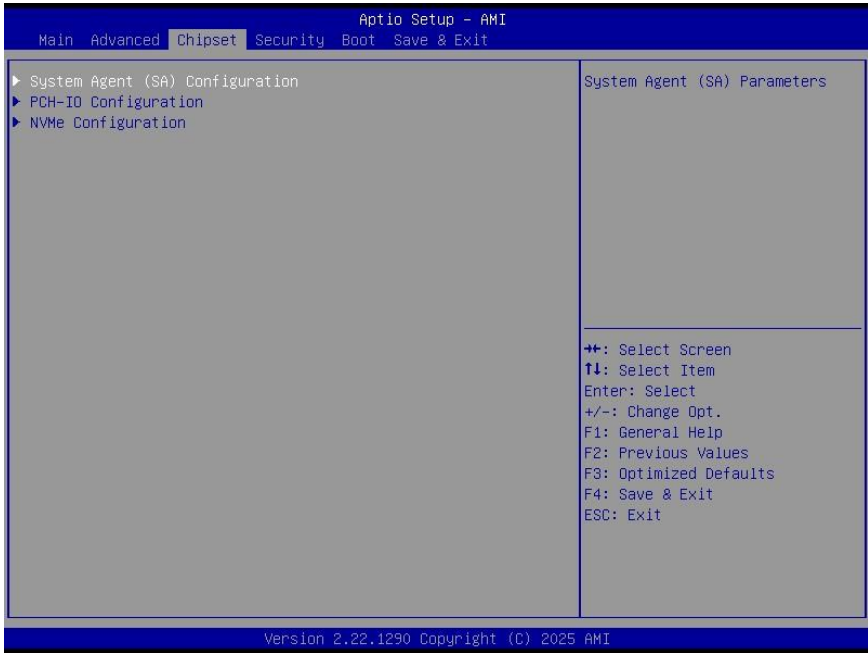 Aptio Setup - AMI
Main Advanced Chipset Security Boot Save & Exit
System Agent (SA) Configuration
PCH-IO Configuration
NVMe Configuration
System Agent (SA) Parameters
→←: Select Screen
↑↓: Select Item
Enter: Select
+/-: Change Opt.
F1: General Help
F2: Previous Values
F3: Optimized Defaults
F4: Save & Exit
ESC: Exit
Version 2.22.1290 Copyright (C) 2025 AMI